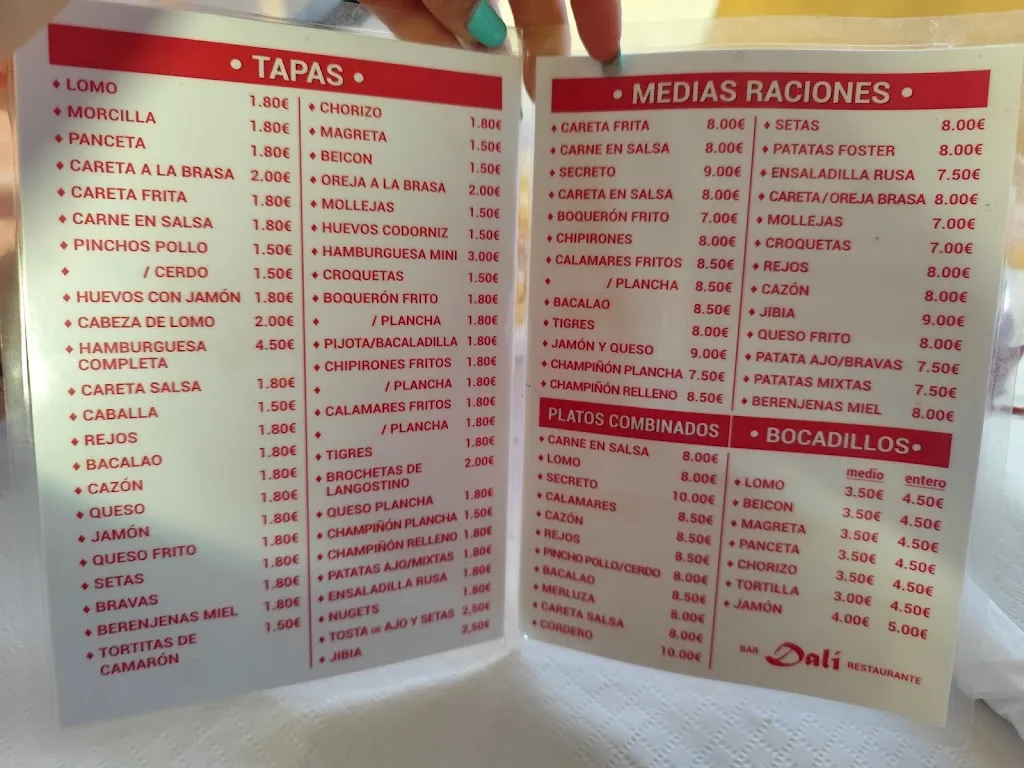 • TAPAS •
♦ LOMO 1.80€
♦ MORCILLA 1.80€
♦ PANCETA 1.80€
♦ CARETA A LA BRASA 2.00€
♦ CARETA FRITA 1.80€
♦ CARNE EN SALSA 1.80€
♦ PINCHOS POLLO 1.50€
♦ / CERDO 1.50€
♦ HUEVOS CON JAMÓN 1.80€
♦ CABEZA DE LOMO 2.00€
♦ HAMBURGUESA 4.50€
COMPLETA
♦ CARETA SALSA 1.80€
♦ CABALLA 1.50€
♦ REJOS 1.80€
♦ BACALAO 1.80€
♦ CAZÓN 1.80€
♦ QUESO 1.80€
♦ JAMÓN 1.80€
♦ QUESO FRITO 1.80€
♦ SETAS 1.80€
♦ BRAVAS 1.80€
♦ BERENJENAS MIEL 1.80€
♦ TORTITAS DE 1.50€
CAMARÓN
♦ CHORIZO 1.80€
♦ MAGRETA 1.50€
♦ BEICON 1.50€
♦ OREJA A LA BRASA 2.00€
♦ MOLLEJAS 1.50€
♦ HUEVOS CODORNIZ 1.50€
♦ HAMBURGUESA MINI 3.00€
♦ CROQUETAS 1.50€
♦ BOQUERÓN FRITO 1.80€
♦ / PLANCHA 1.80€
♦ PIJOTA/BACALADILLA 1.80€
♦ CHIPIRONES FRITOS 1.80€
♦ / PLANCHA 1.80€
♦ CALAMARES FRITOS 1.80€
♦ / PLANCHA 1.80€
♦ TIGRES 1.80€
♦ BROCHETAS DE 2.00€
LANGOSTINO
♦ QUESO PLANCHA 1.80€
♦ CHAMPIÑÓN PLANCHA 1.50€
♦ CHAMPIÑÓN RELLENO 1.80€
♦ PATATAS AJO/MIXTAS 1.80€
♦ ENSALADILLA RUSA 1.80€
♦ NUGETS 1.80€
♦ TOSTA DE AJO Y SETAS 2,50€
♦ JIBIA 2,50€
• MEDIAS RACIONES •
♦ CARETA FRITA 8.00€
♦ CARNE EN SALSA 8.00€
♦ SECRETO 9.00€
♦ CARETA EN SALSA 8.00€
♦ BOQUERÓN FRITO 7.00€
♦ CHIPIRONES 8.00€
♦ CALAMARES FRITOS 8.50€
♦ / PLANCHA 8.50€
♦ BACALAO 8.50€
♦ TIGRES 8.00€
♦ JAMÓN Y QUESO 9.00€
♦ CHAMPIÑÓN PLANCHA 7.50€
♦ CHAMPIÑÓN RELLENO 8.50€
♦ SETAS 8.00€
♦ PATATAS FOSTER 8.00€
♦ ENSALADILLA RUSA 7.50€
♦ CARETA/OREJA BRASA 8.00€
♦ MOLLEJAS 7.00€
♦ CROQUETAS 7.00€
♦ REJOS 8.00€
♦ CAZÓN 8.00€
♦ JIBIA 9.00€
♦ QUESO FRITO 8.00€
♦ PATATA AJO/BRAVAS 7.50€
♦ PATATAS MIXTAS 7.50€
♦ BERENJENAS MIEL 8.00€
PLATOS COMBINADOS
♦ CARNE EN SALSA 8.00€
♦ LOMO 8.00€
♦ SECRETO 10.00€
♦ CALAMARES 8.50€
♦ CAZÓN 8.50€
♦ REJOS 8.50€
♦ PINCHO POLLO/CERDO 8.00€
♦ BACALAO 8.50€
♦ MERLUZA 8.00€
♦ CARETA SALSA 8.00€
♦ CORDERO 10.00€
• BOCADILLOS •
medio entero
♦ LOMO 3.50€ 4.50€
♦ BEICON 3.50€ 4.50€
♦ MAGRETA 3.50€ 4.50€
♦ PANCETA 3.50€ 4.50€
♦ CHORIZO 3.50€ 4.50€
♦ TORTILLA 3.00€ 4.50€
♦ JAMÓN 4.00€ 5.00€
BAR Dalí RESTAURANTE